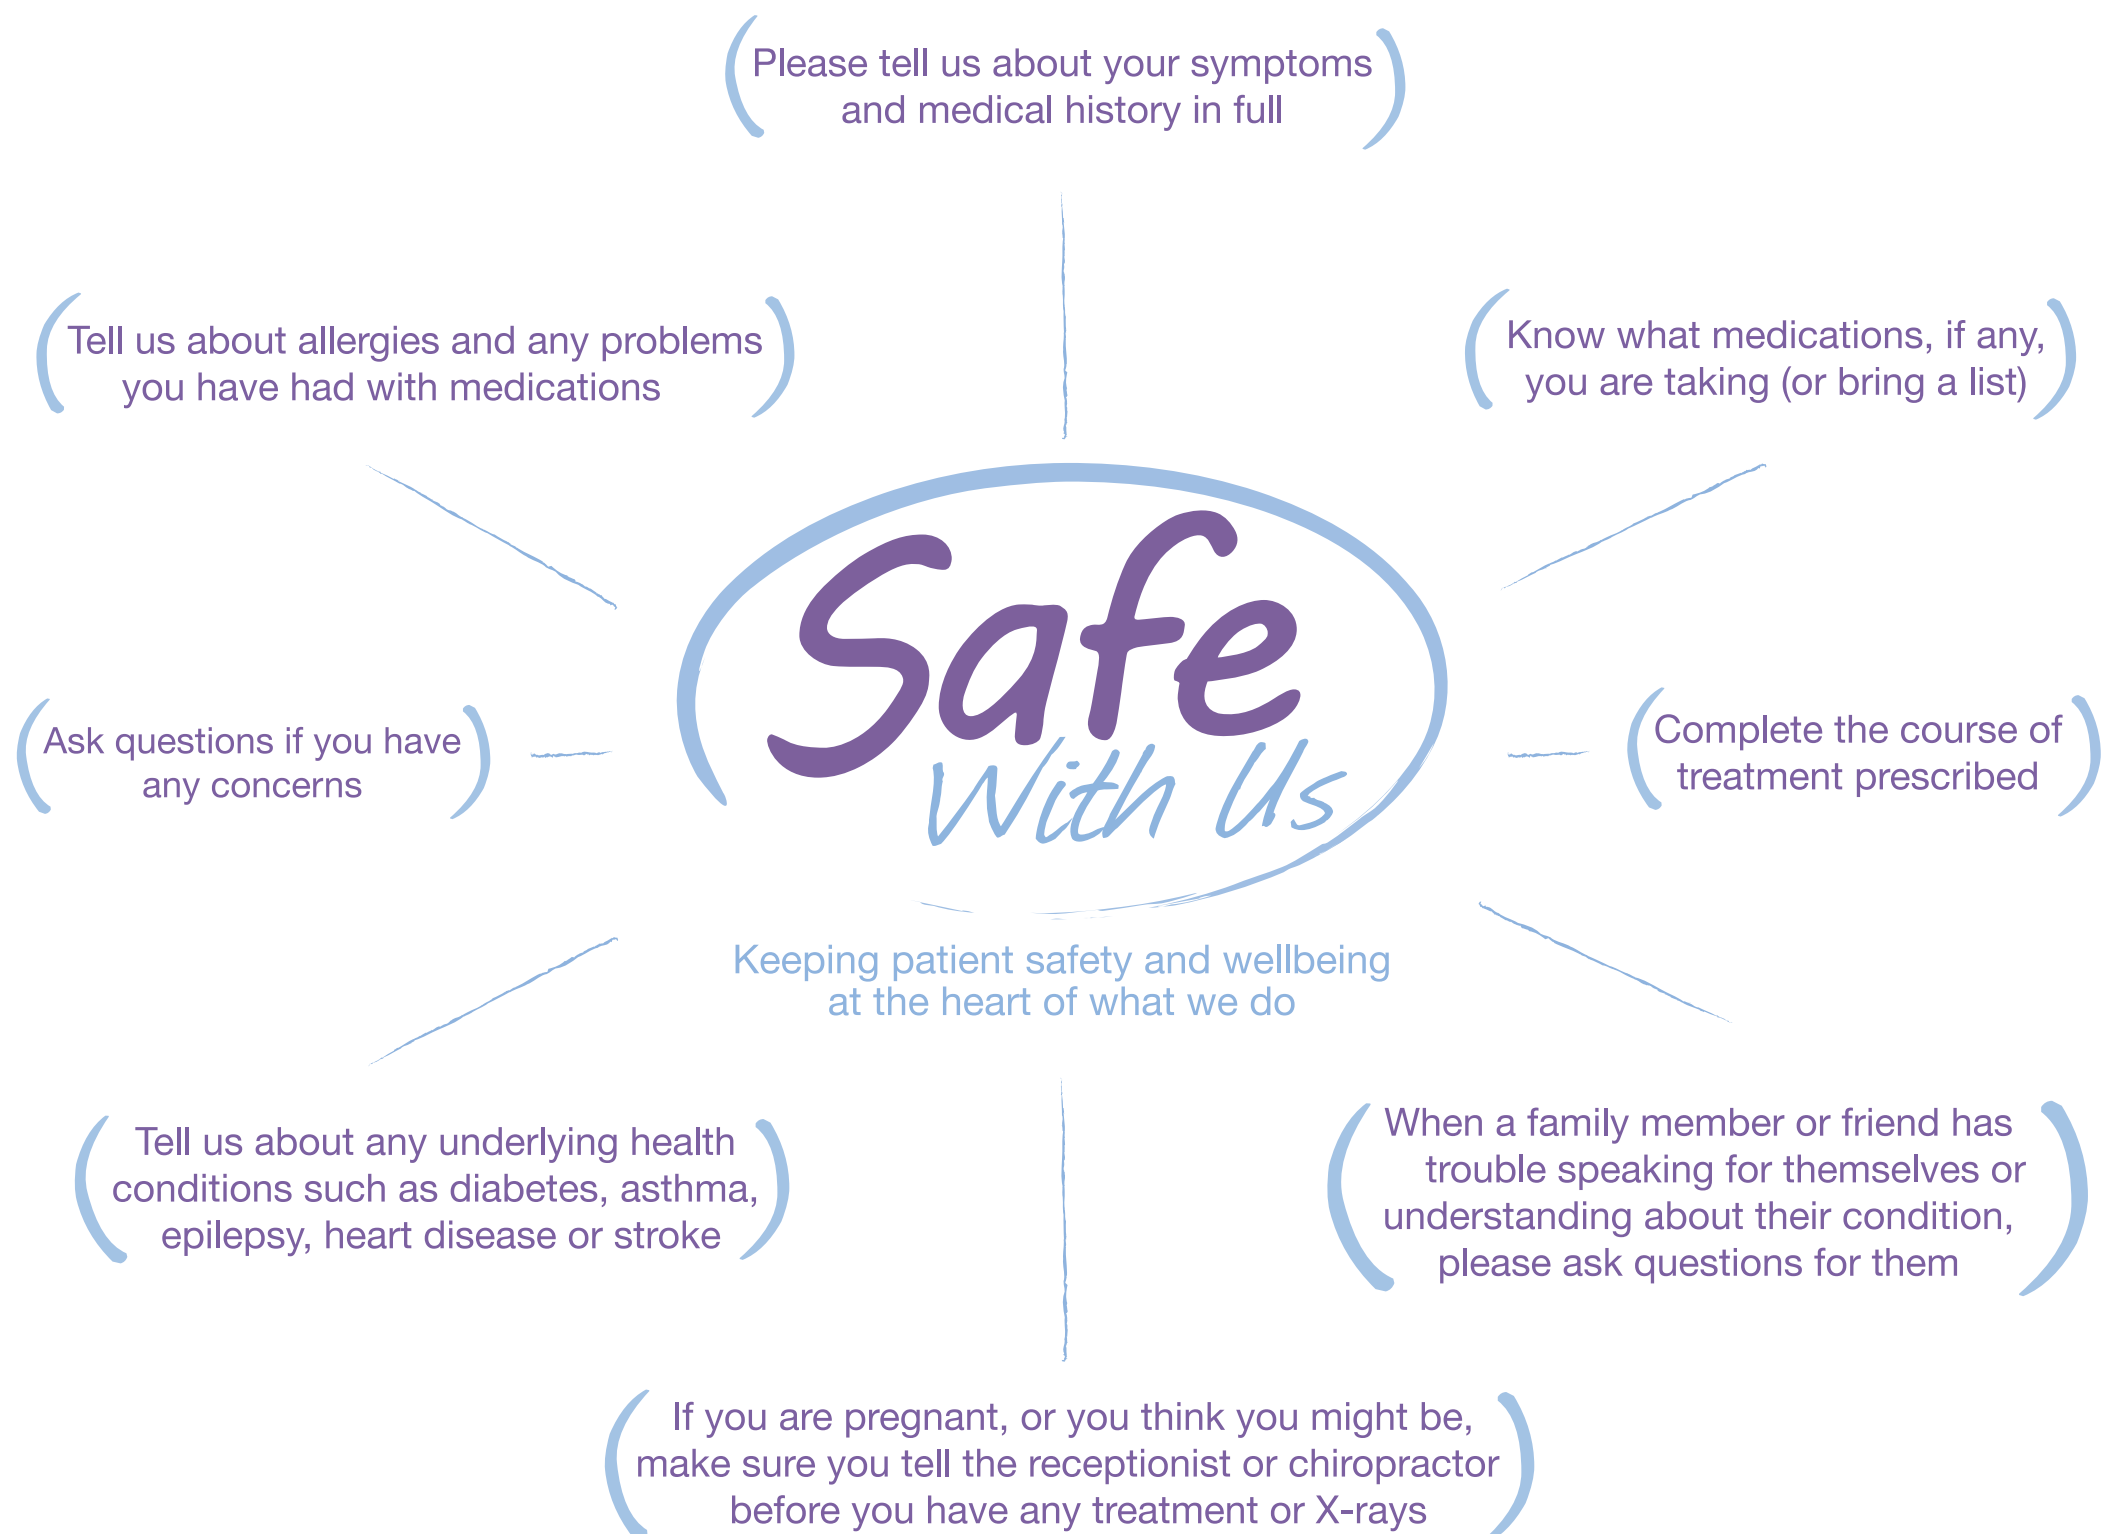 Please tell us about your symptoms
and medical history in full
Tell us about allergies and any problems
you have had with medications
Know what medications, if any,
you are taking (or bring a list)
Safe
With Us
Ask questions if you have
any concerns
Complete the course of
treatment prescribed
Keeping patient safety and wellbeing
at the heart of what we do
Tell us about any underlying health
conditions such as diabetes, asthma,
epilepsy, heart disease or stroke
When a family member or friend has
trouble speaking for themselves or
understanding about their condition,
please ask questions for them
If you are pregnant, or you think you might be,
make sure you tell the receptionist or chiropractor
before you have any treatment or X-rays